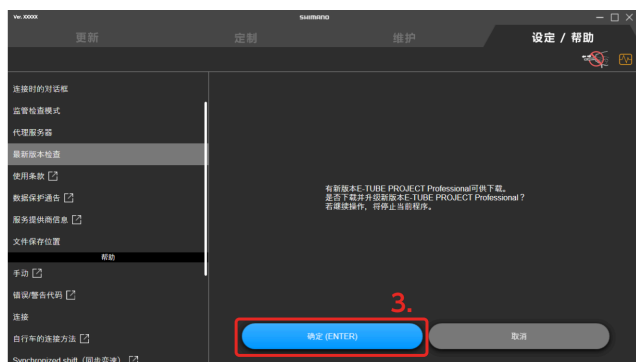 Ver. XXXXX
SHIMANO
更新
定制
维护
设定 / 帮助
连接时的对话框
监管检查模式
代理服务器
最新版本检查
使用条款
数据保护通告
服务提供商信息
文件保存位置
帮助
手动
错误/警告代码
连接
自行车的连接方法
Synchronized shift（同步变速）
有新版本E-TUBE PROJECT Professional可供下载。
是否下载并升级新版本E-TUBE PROJECT Professional？
若继续操作，将停止当前程序。
3.
确定 (ENTER)
取消